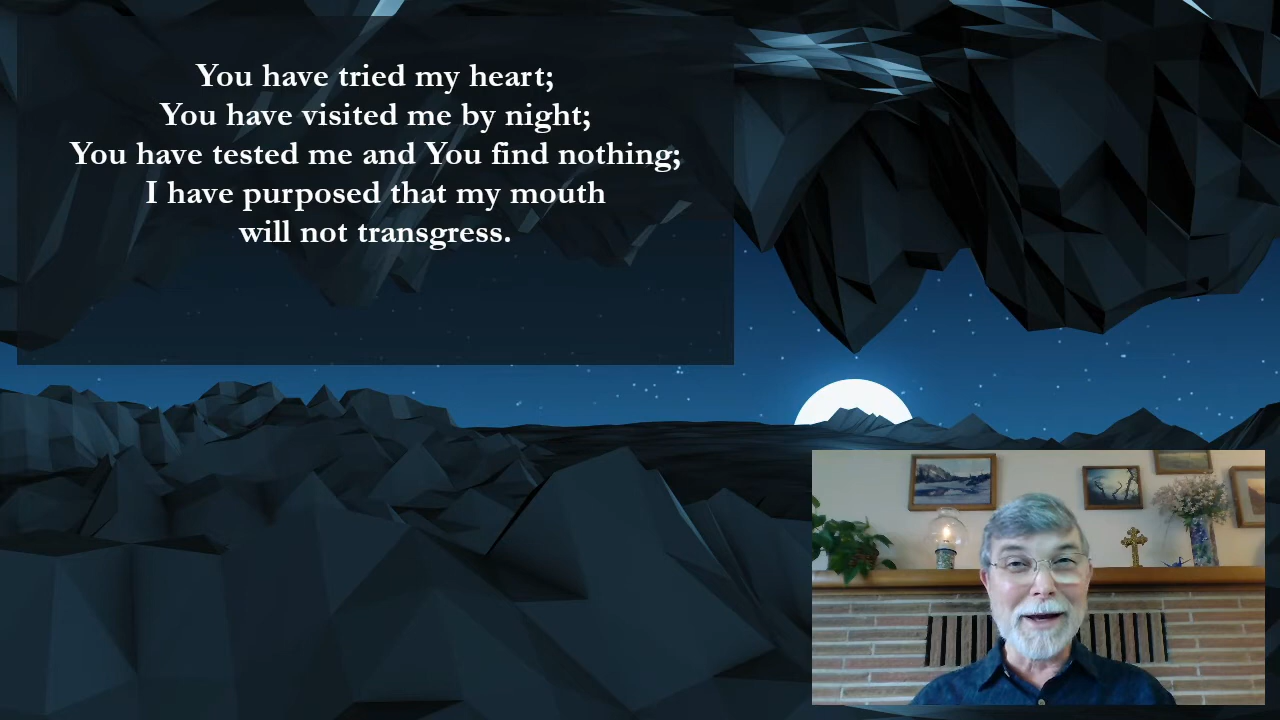 You have tried my heart;
You have visited me by night;
You have tested me and You find nothing;
I have purposed that my mouth
will not transgress.